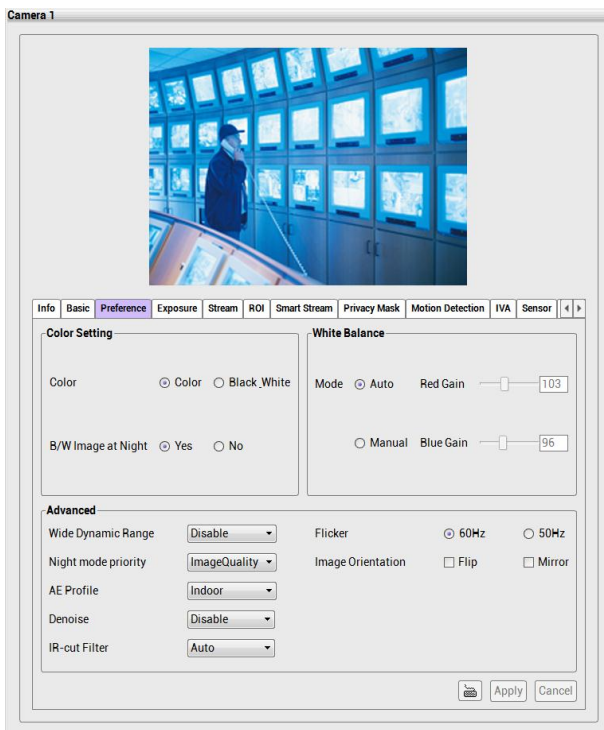 Camera 1
Info Basic Preference Exposure Stream ROI Smart Stream Privacy Mask Motion Detection IVA Sensor
Color Setting
Color Color Black_White
B/W Image at Night Yes No
White Balance
Mode Auto Red Gain 103
Manual Blue Gain 96
Advanced
Wide Dynamic Range Disable
Night mode priority ImageQuality
AE Profile Indoor
Denoise Disable
IR-cut Filter Auto
Flicker 60Hz 50Hz
Image Orientation Flip Mirror
Apply Cancel